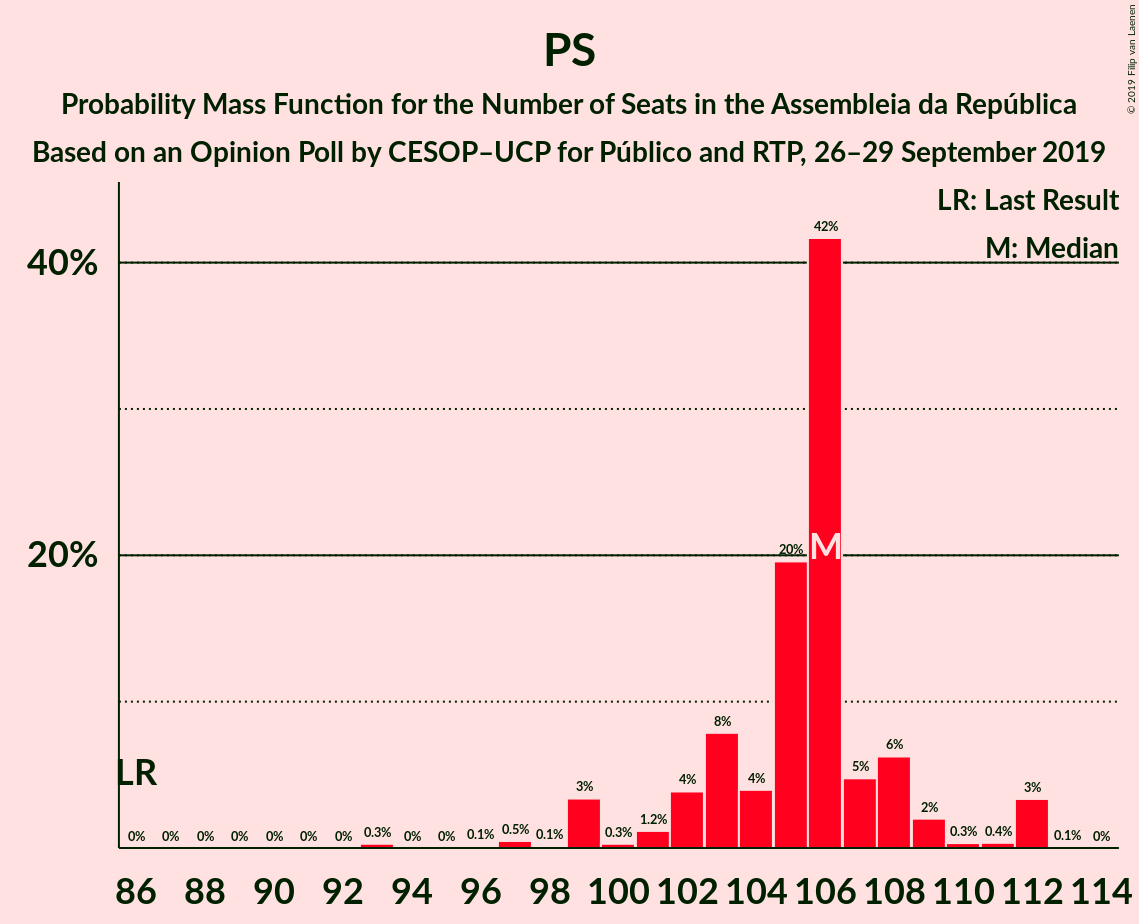 PS
Probability Mass Function for the Number of Seats in the Assembleia da República
Based on an Opinion Poll by CESOP–UCP for Público and RTP, 26–29 September 2019
© 2019 Filip van Laenen
LR: Last Result
M: Median
40%
20%
LR
M
0% 0% 0% 0% 0% 0% 0% 0.3% 0% 0% 0.1% 0.5% 0.1% 3% 0.3% 1.2% 4% 8% 4% 20% 42% 5% 6% 2% 0.3% 0.4% 3% 0.1% 0%
86 88 90 92 94 96 98 100 102 104 106 108 110 112 114